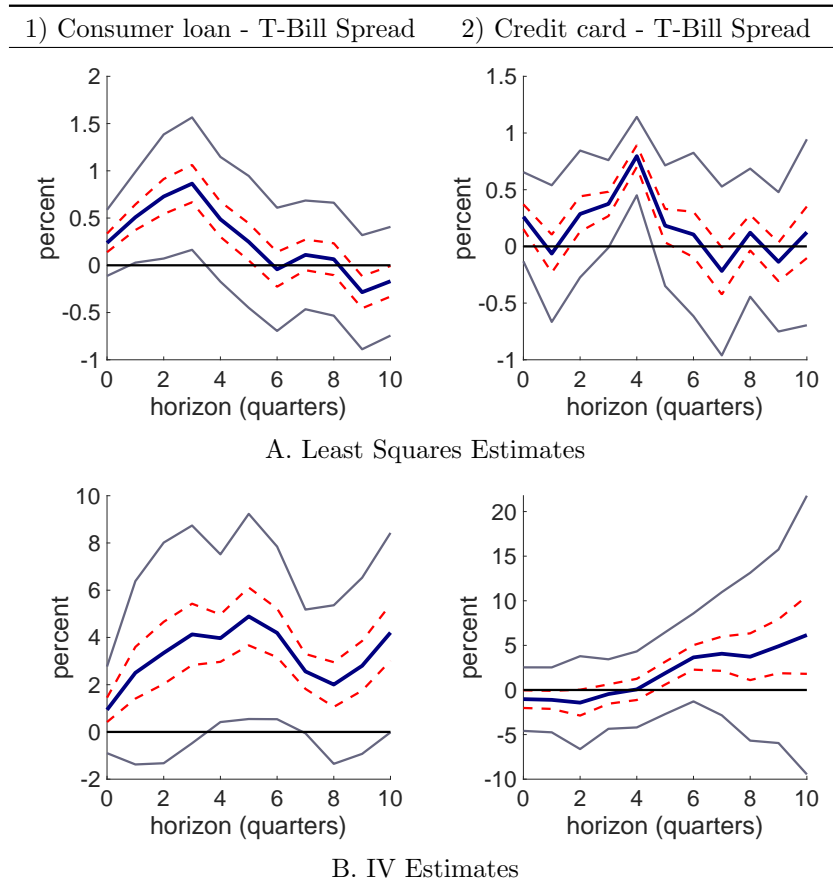 1) Consumer loan - T-Bill Spread 2) Credit card - T-Bill Spread
2
1.5
1
0.5
0
-0.5
-1
percent
0 2 4 6 8 10
horizon (quarters)
1.5
1
0.5
0
-0.5
-1
percent
0 2 4 6 8 10
horizon (quarters)
A. Least Squares Estimates
10
8
6
4
2
0
-2
percent
0 2 4 6 8 10
horizon (quarters)
20
15
10
5
0
-5
-10
percent
0 2 4 6 8 10
horizon (quarters)
B. IV Estimates